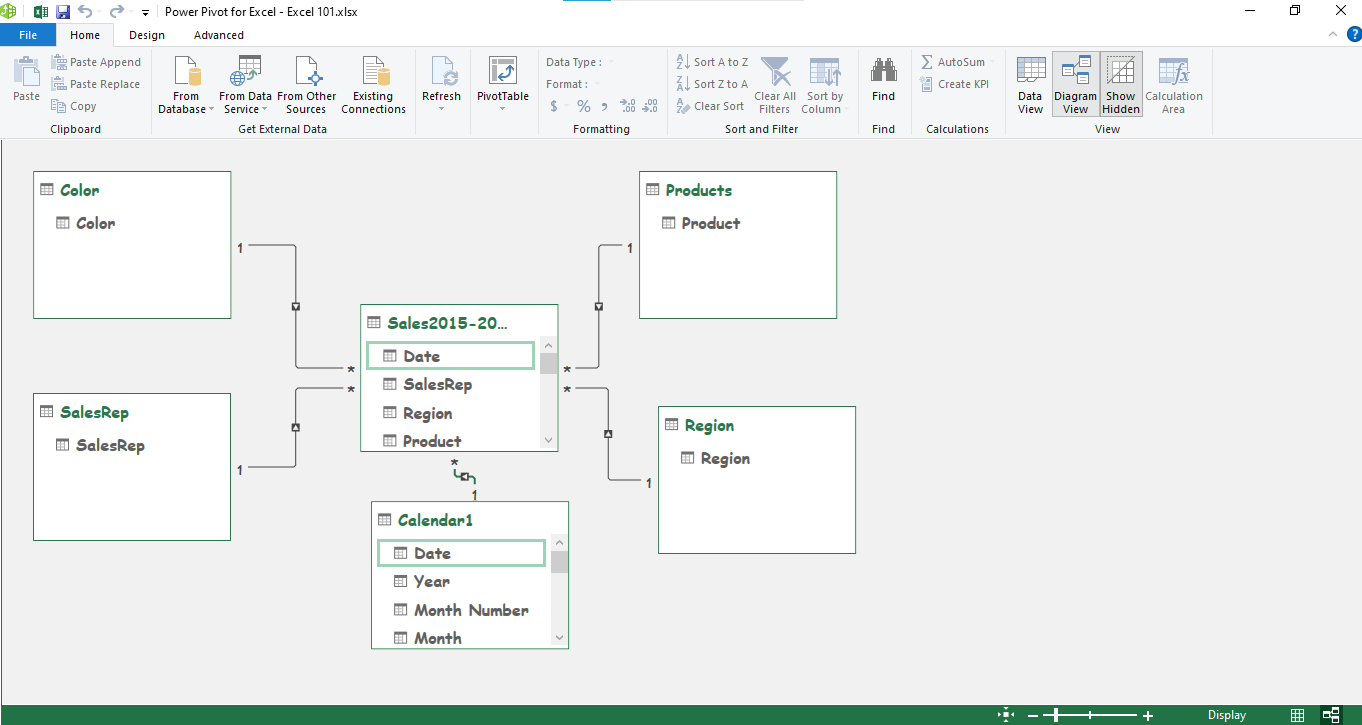 Power Pivot for Excel - Excel 101.xlsx
File Home Design Advanced
Paste
Paste Append
Paste Replace
Copy
Clipboard
From Database
From Data Service
From Other Sources
Existing Connections
Get External Data
Refresh
PivotTable
Data Type :
Format :
$ % , .00 .00
Formatting
Sort A to Z
Sort Z to A
Clear Sort
Clear All Filters
Sort by Column
Sort and Filter
Find
Find
AutoSum
Create KPI
Calculations
Data View
Diagram View
Show Hidden
Calculation Area
View
Color
Color
1
Products
Product
1
Sales2015-20...
Date
SalesRep
Region
Product
* *
* *
SalesRep
SalesRep
1
Region
Region
1
*
1
Calendar1
Date
Year
Month Number
Month
Display